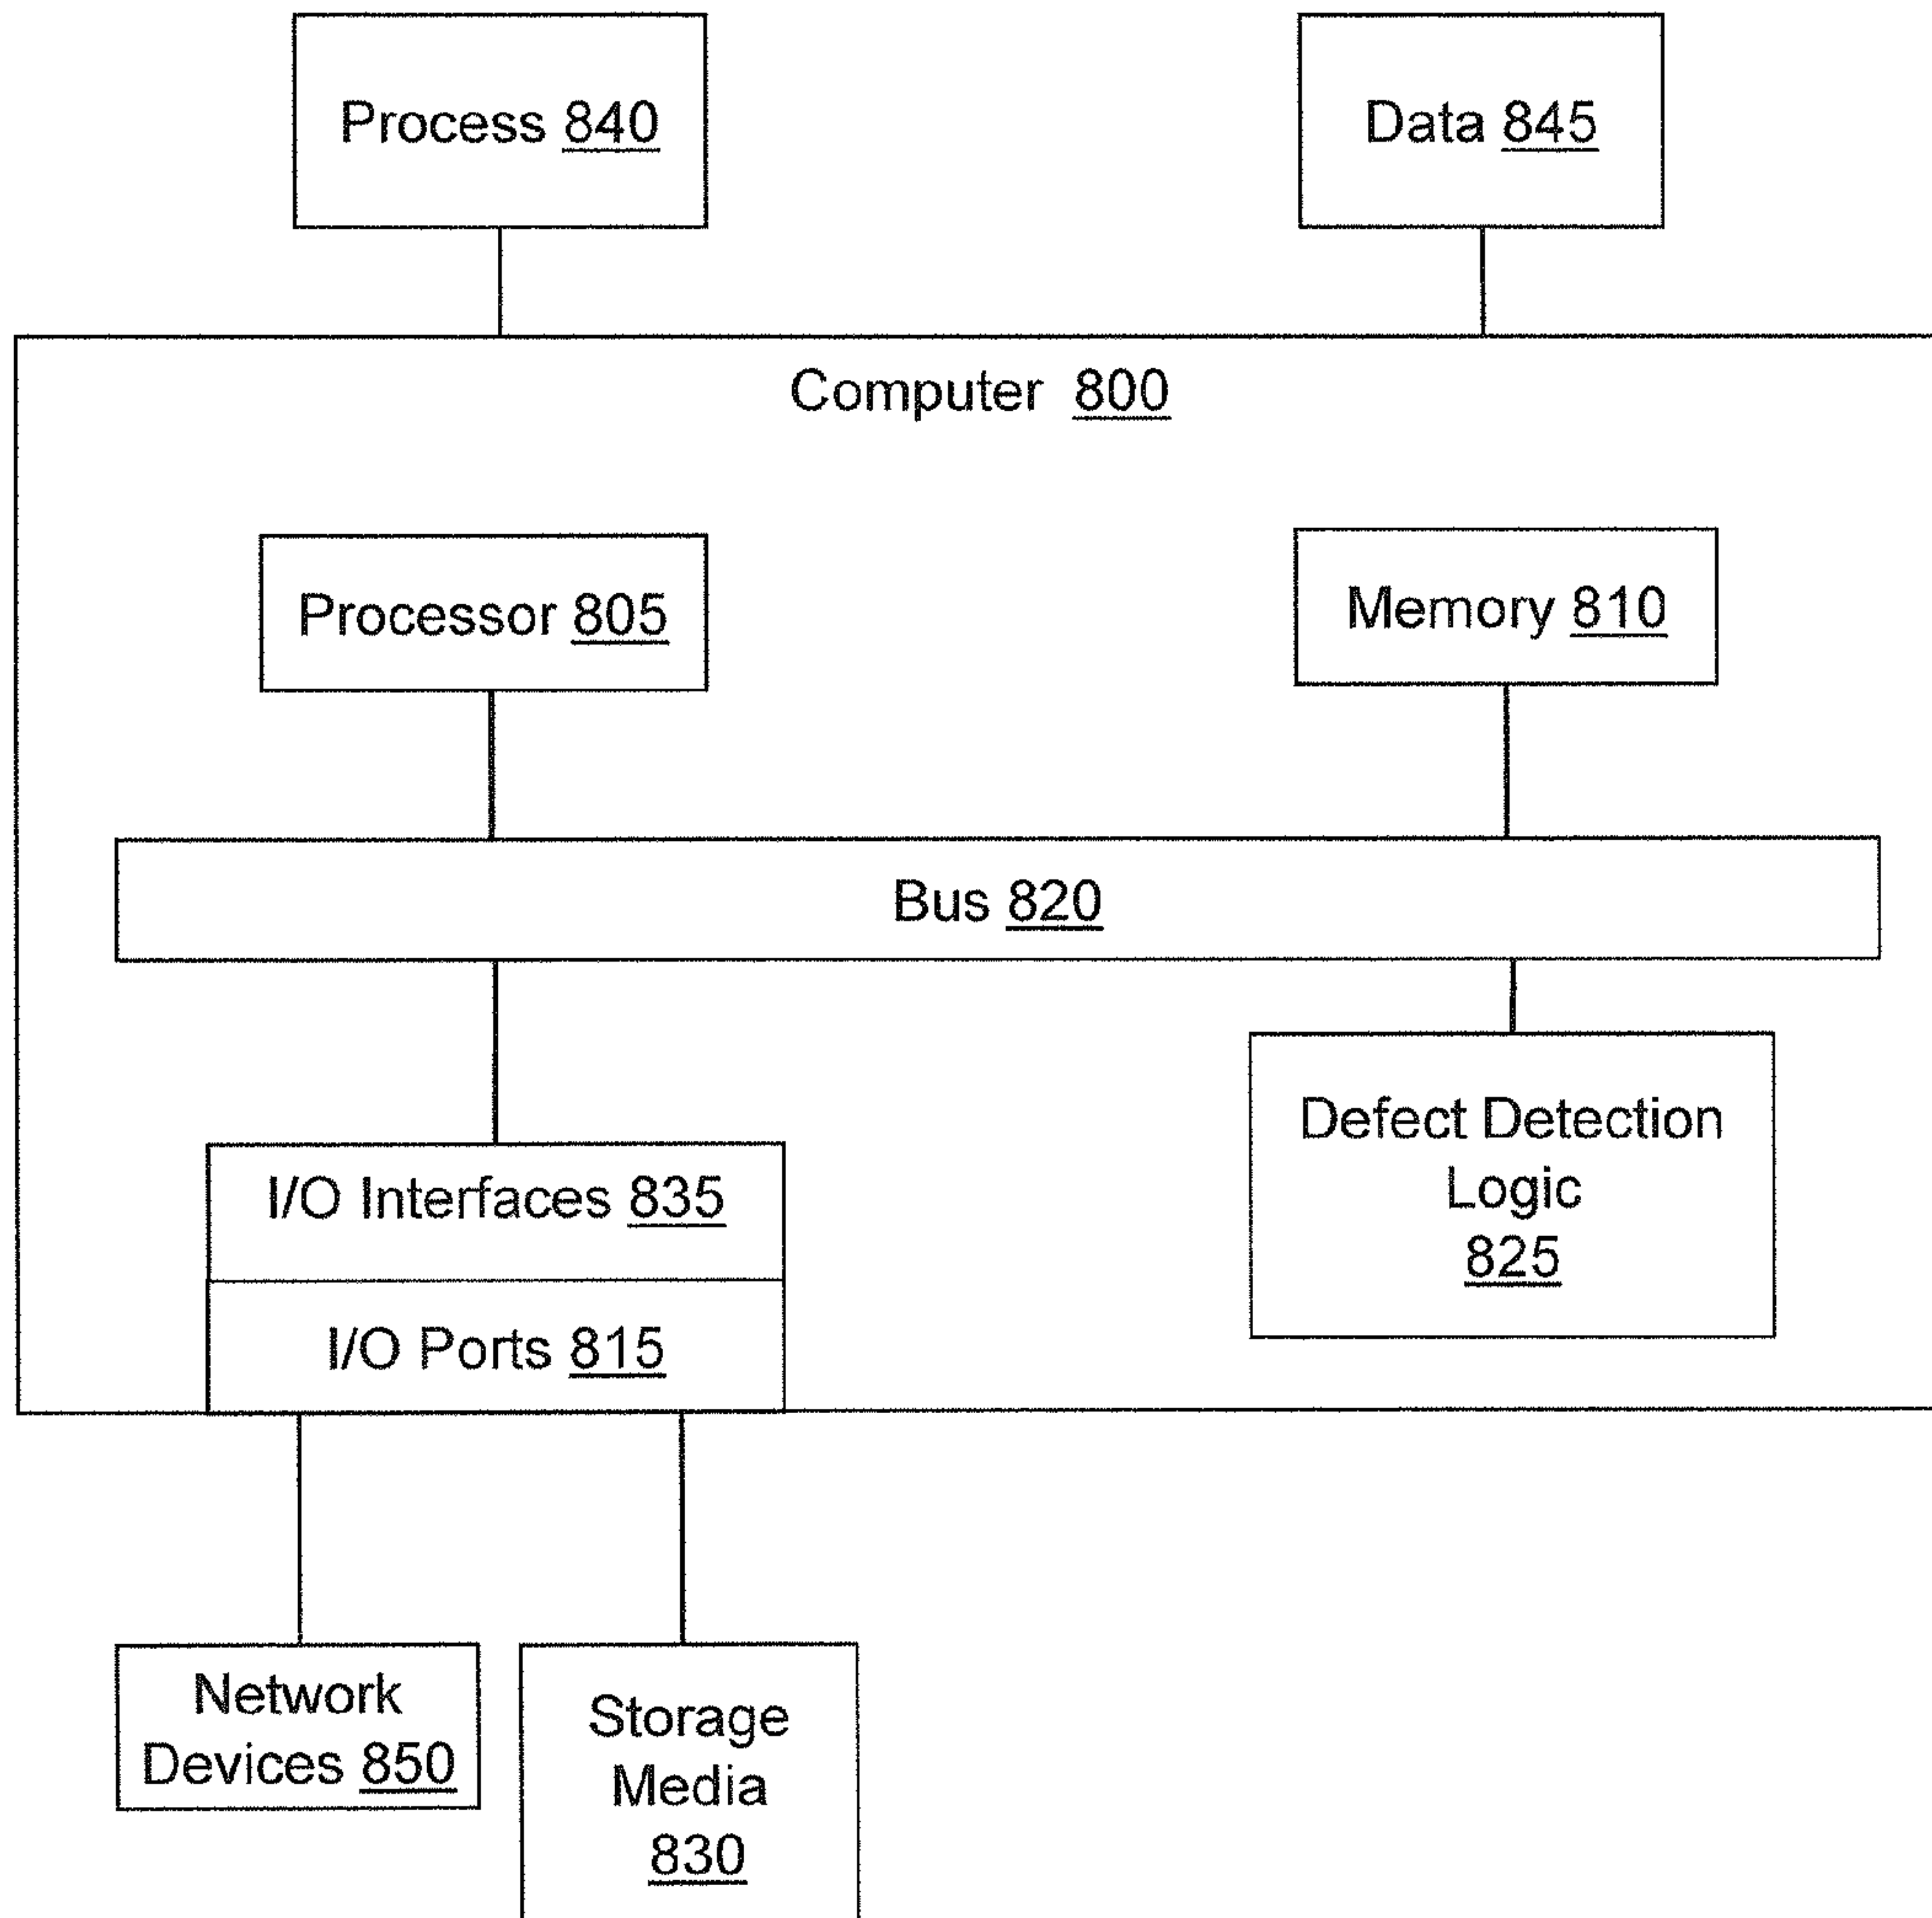 Process 840
Data 845
Computer 800
Processor 805
Memory 810
Bus 820
Defect Detection
Logic
825
I/O Interfaces 835
I/O Ports 815
Network
Devices 850
Storage
Media
830